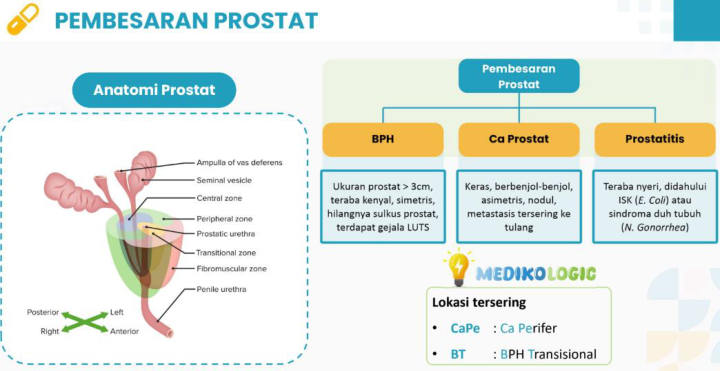 PEMBESARAN PROSTAT
Anatomi Prostat
Ampulla of vas deferens
Seminal vesicle
Central zone
Peripheral zone
Prostatic urethra
Transitional zone
Fibromuscular zone
Penile urethra
Posterior
Left
Right
Anterior
Pembesaran
Prostat
BPH
Ukuran prostat > 3cm,
teraba kenyal, simetris,
hilangnya sulkus prostat,
terdapat gejala LUTS
Ca Prostat
Keras, berbenjol-benjol,
asimetris, nodul,
metastasis tersering ke
tulang
Prostatitis
Teraba nyeri, didahului
ISK (E. Coli) atau
sindroma duh tubuh
(N. Gonorrhea)
MEDIKOLOGIC
Lokasi tersering
• CaPe : Ca Perifer
• BT : BPH Transisional